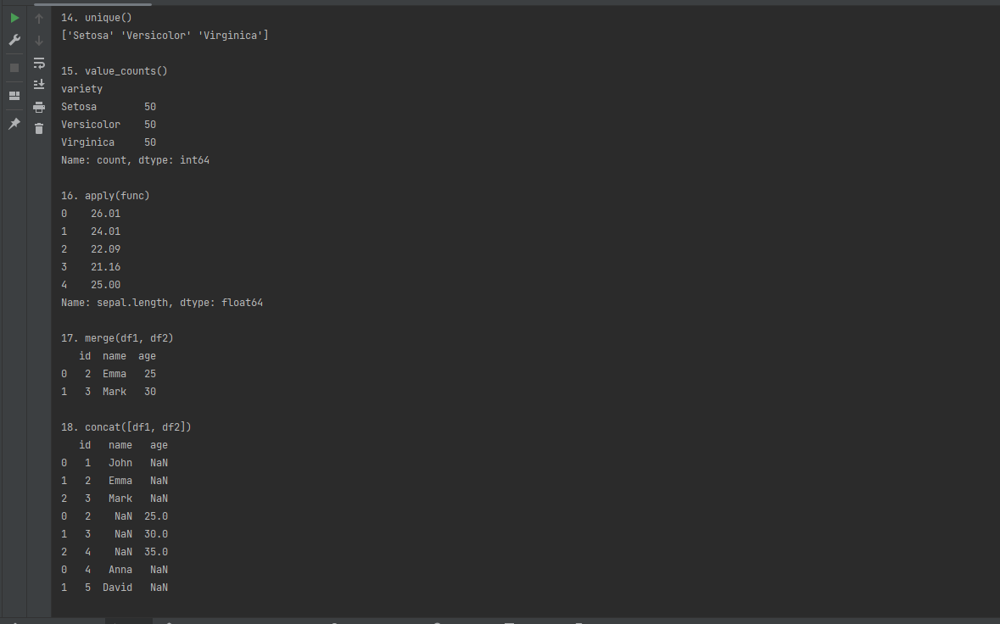 14. unique()
['Setosa' 'Versicolor' 'Virginica']

15. value_counts()
variety
Setosa        50
Versicolor    50
Virginica     50
Name: count, dtype: int64

16. apply(func)
0    26.01
1    24.01
2    22.09
3    21.16
4    25.00
Name: sepal.length, dtype: float64

17. merge(df1, df2)
   id  name  age
0   2  Emma   25
1   3  Mark   30

18. concat([df1, df2])
   id   name   age
0   1   John   NaN
1   2   Emma   NaN
2   3   Mark   NaN
0   2    NaN  25.0
1   3    NaN  30.0
2   4    NaN  35.0
0   4   Anna   NaN
1   5  David   NaN